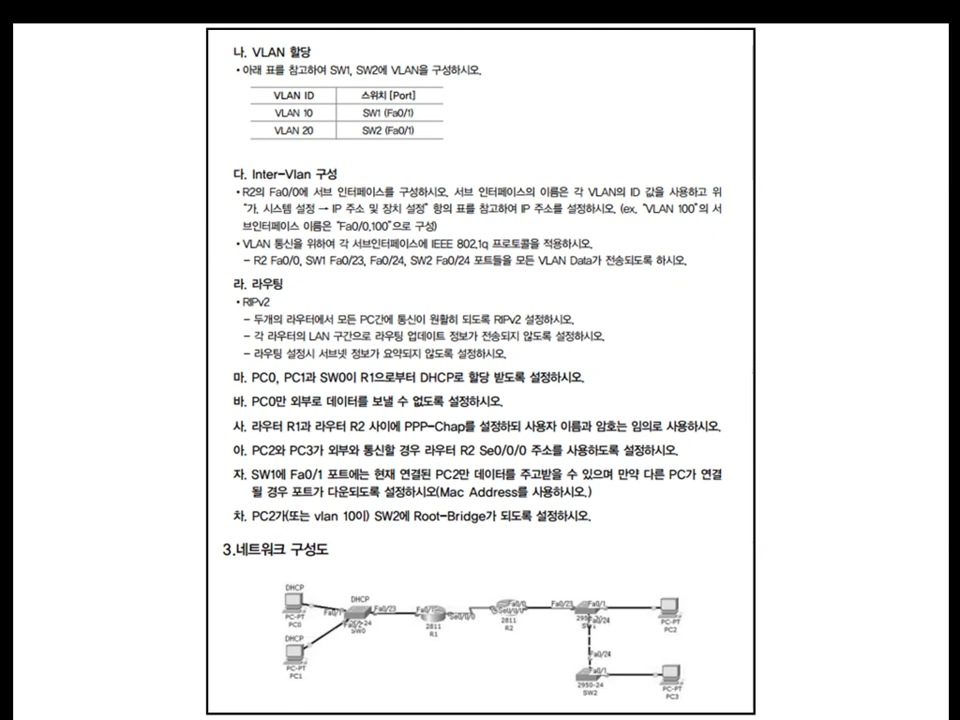 나. VLAN 할당
• 아래 표를 참고하여 SW1, SW2에 VLAN을 구성하시오.
VLAN ID 스위치 [Port]
VLAN 10 SW1 (Fa0/1)
VLAN 20 SW2 (Fa0/1)
다. Inter-Vlan 구성
• R2의 Fa0/0에 서브 인터페이스를 구성하시오. 서브 인터페이스의 이름은 각 VLAN의 ID 값을 사용하고 위
"가. 시스템 설정 → IP 주소 및 장치 설정" 항의 표를 참고하여 IP 주소를 설정하시오. (ex. "VLAN 100"의 서
브인터페이스 이름은 "Fa0/0.100"으로 구성)
• VLAN 통신을 위하여 각 서브인터페이스에 IEEE 802.1q 프로토콜을 적용하시오.
- R2 Fa0/0, SW1 Fa0/23, Fa0/24, SW2 Fa0/24 포트들을 모든 VLAN Data가 전송되도록 하시오.
라. 라우팅
• RIPv2
- 두개의 라우터에서 모든 PC간에 통신이 원활히 되도록 RIPv2 설정하시오.
- 각 라우터의 LAN 구간으로 라우팅 업데이트 정보가 전송되지 않도록 설정하시오.
- 라우팅 설정시 서브넷 정보가 요약되지 않도록 설정하시오.
마. PC0, PC1과 SW0이 R1으로부터 DHCP로 할당 받도록 설정하시오.
바. PC0만 외부로 데이터를 보낼 수 없도록 설정하시오.
사. 라우터 R1과 라우터 R2 사이에 PPP-Chap를 설정하되 사용자 이름과 암호는 임의로 사용하시오.
아. PC2와 PC3가 외부와 통신할 경우 라우터 R2 Se0/0/0 주소를 사용하도록 설정하시오.
자. SW1에 Fa0/1 포트에는 현재 연결된 PC2만 데이터를 주고받을 수 있으며 만약 다른 PC가 연결
될 경우 포트가 다운되도록 설정하시오(Mac Address를 사용하시오.)
차. PC2가(또는 vlan 10이) SW2에 Root-Bridge가 되도록 설정하시오.
3.네트워크 구성도
DHCP
PC-PT
PC0
DHCP
PC-PT
PC1
Fa0/1
Fa0/2
DHCP
Fa0/23
SW0
Fa0/1
Se0/0/0
2811
R1
Fa0/0
Se0/0/0
2811
R2
Fa0/23
Fa0/1
Fa0/24
PC-PT
PC2
Fa0/24
Fa0/1
2950-24
SW2
PC-PT
PC3